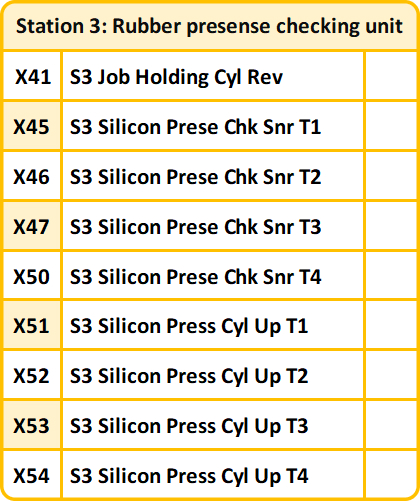 Station 3: Rubber presense checking unit
X41 S3 Job Holding Cyl Rev
X45 S3 Silicon Prese Chk Snr T1
X46 S3 Silicon Prese Chk Snr T2
X47 S3 Silicon Prese Chk Snr T3
X50 S3 Silicon Prese Chk Snr T4
X51 S3 Silicon Press Cyl Up T1
X52 S3 Silicon Press Cyl Up T2
X53 S3 Silicon Press Cyl Up T3
X54 S3 Silicon Press Cyl Up T4